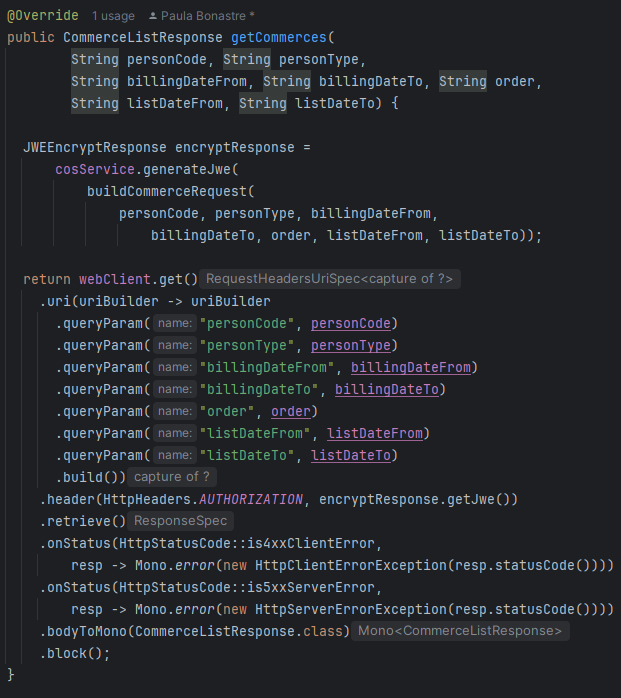 @Override 1 usage Paula Bonastre *
public CommerceListResponse getCommerces(
String personCode, String personType,
String billingDateFrom, String billingDateTo, String order,
String listDateFrom, String listDateTo) {
JWEEncryptResponse encryptResponse =
cosService.generateJwe(
buildCommerceRequest(
personCode, personType, billingDateFrom,
billingDateTo, order, listDateFrom, listDateTo));
return webClient.get() RequestHeadersUriSpec<capture of ?>
.uri(uriBuilder -> uriBuilder
.queryParam( name: "personCode", personCode)
.queryParam( name: "personType", personType)
.queryParam( name: "billingDateFrom", billingDateFrom)
.queryParam( name: "billingDateTo", billingDateTo)
.queryParam( name: "order", order)
.queryParam( name: "listDateFrom", listDateFrom)
.queryParam( name: "listDateTo", listDateTo)
.build()) capture of ?
.header(HttpHeaders.AUTHORIZATION, encryptResponse.getJwe())
.retrieve() ResponseSpec
.onStatus(HttpStatusCode::is4xxClientError,
resp -> Mono.error(new HttpClientErrorException(resp.statusCode())))
.onStatus(HttpStatusCode::is5xxServerError,
resp -> Mono.error(new HttpServerErrorException(resp.statusCode())))
.bodyToMono(CommerceListResponse.class) Mono<CommerceListResponse>
.block();
}